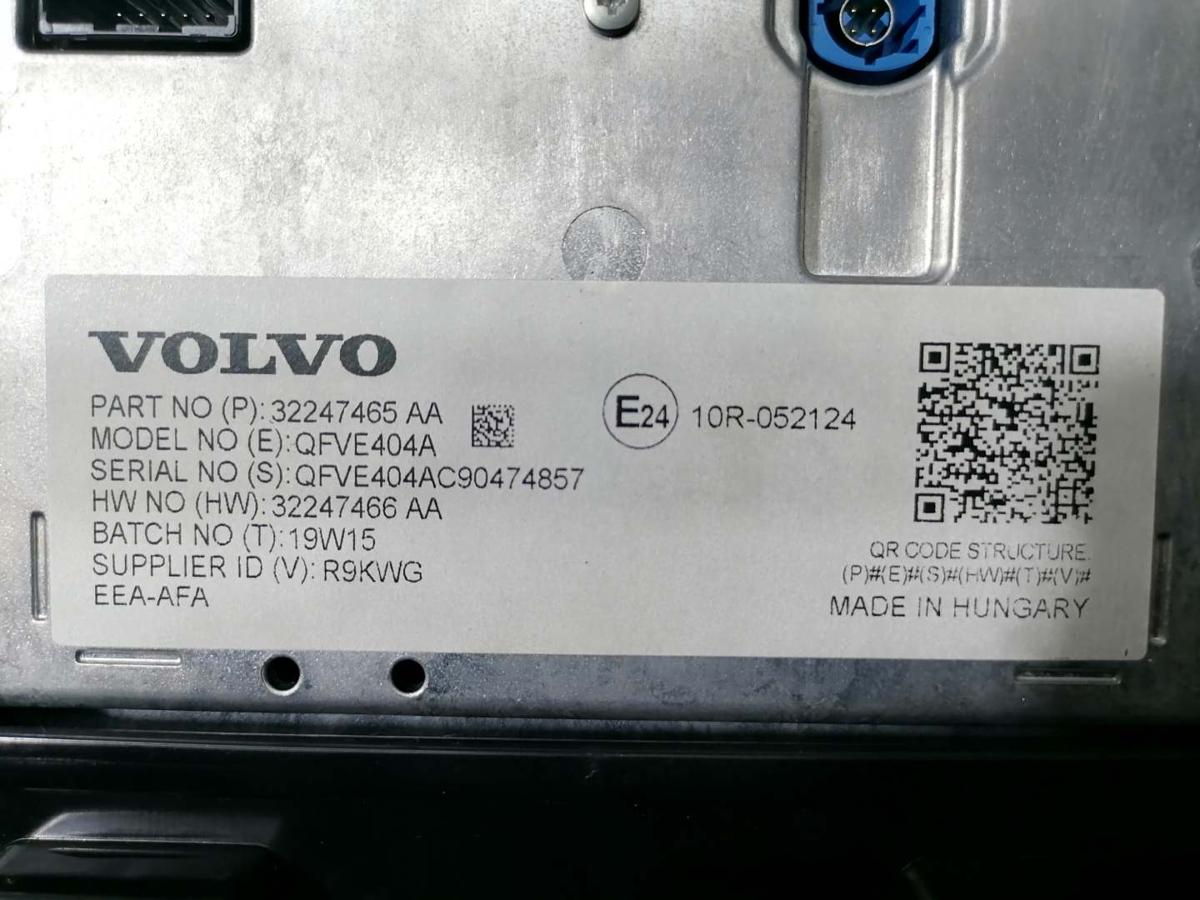 VOLVO
PART NO (P): 32247465 AA
MODEL NO (E): QFVE404A
SERIAL NO (S): QFVE404AC90474857
HW NO (HW): 32247466 AA
BATCH NO (T): 19W15
SUPPLIER ID (V): R9KWG
EEA-AFA
E24 10R-052124
QR CODE STRUCTURE:
(P)#(E)#(S)#(HW)#(T)#(V)#
MADE IN HUNGARY